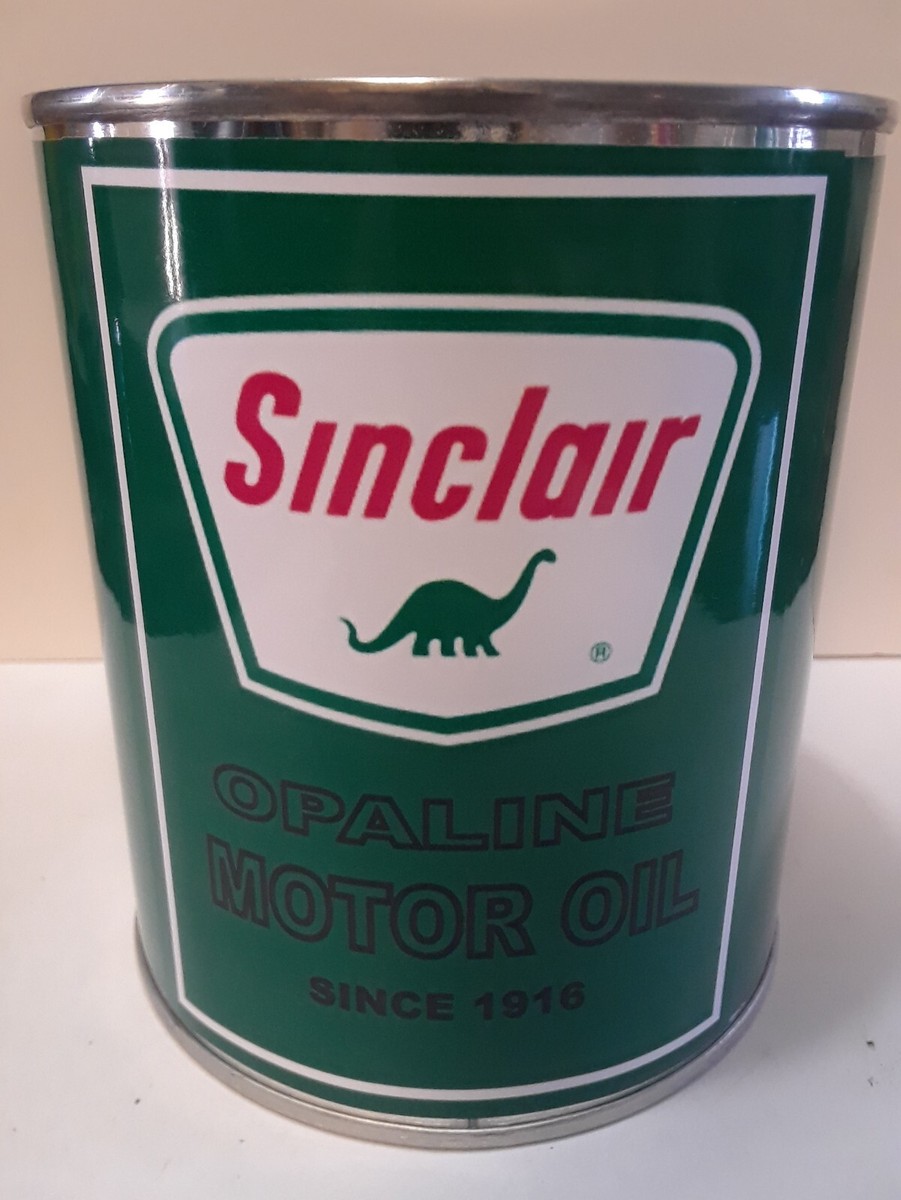 Sinclair
®
OPALINE
MOTOR OIL
SINCE 1916